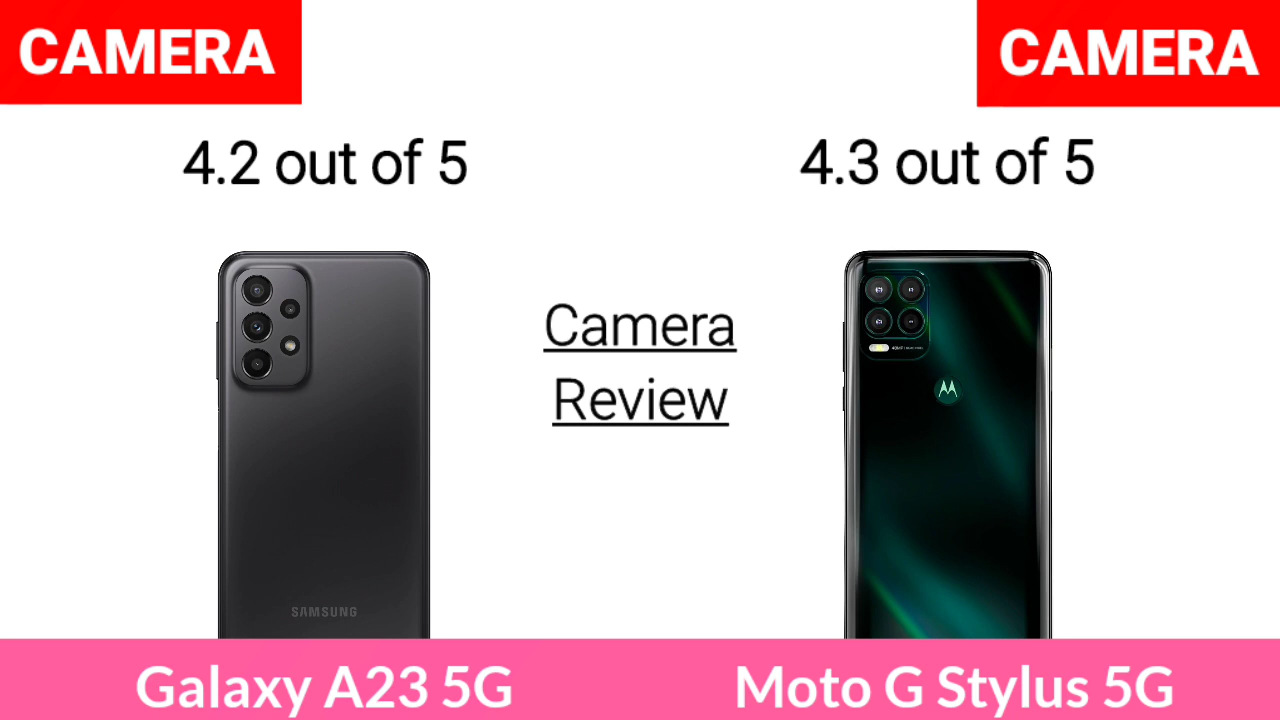 CAMERA
CAMERA
4.2 out of 5
4.3 out of 5
Camera
Review
SAMSUNG
Galaxy A23 5G
Moto G Stylus 5G